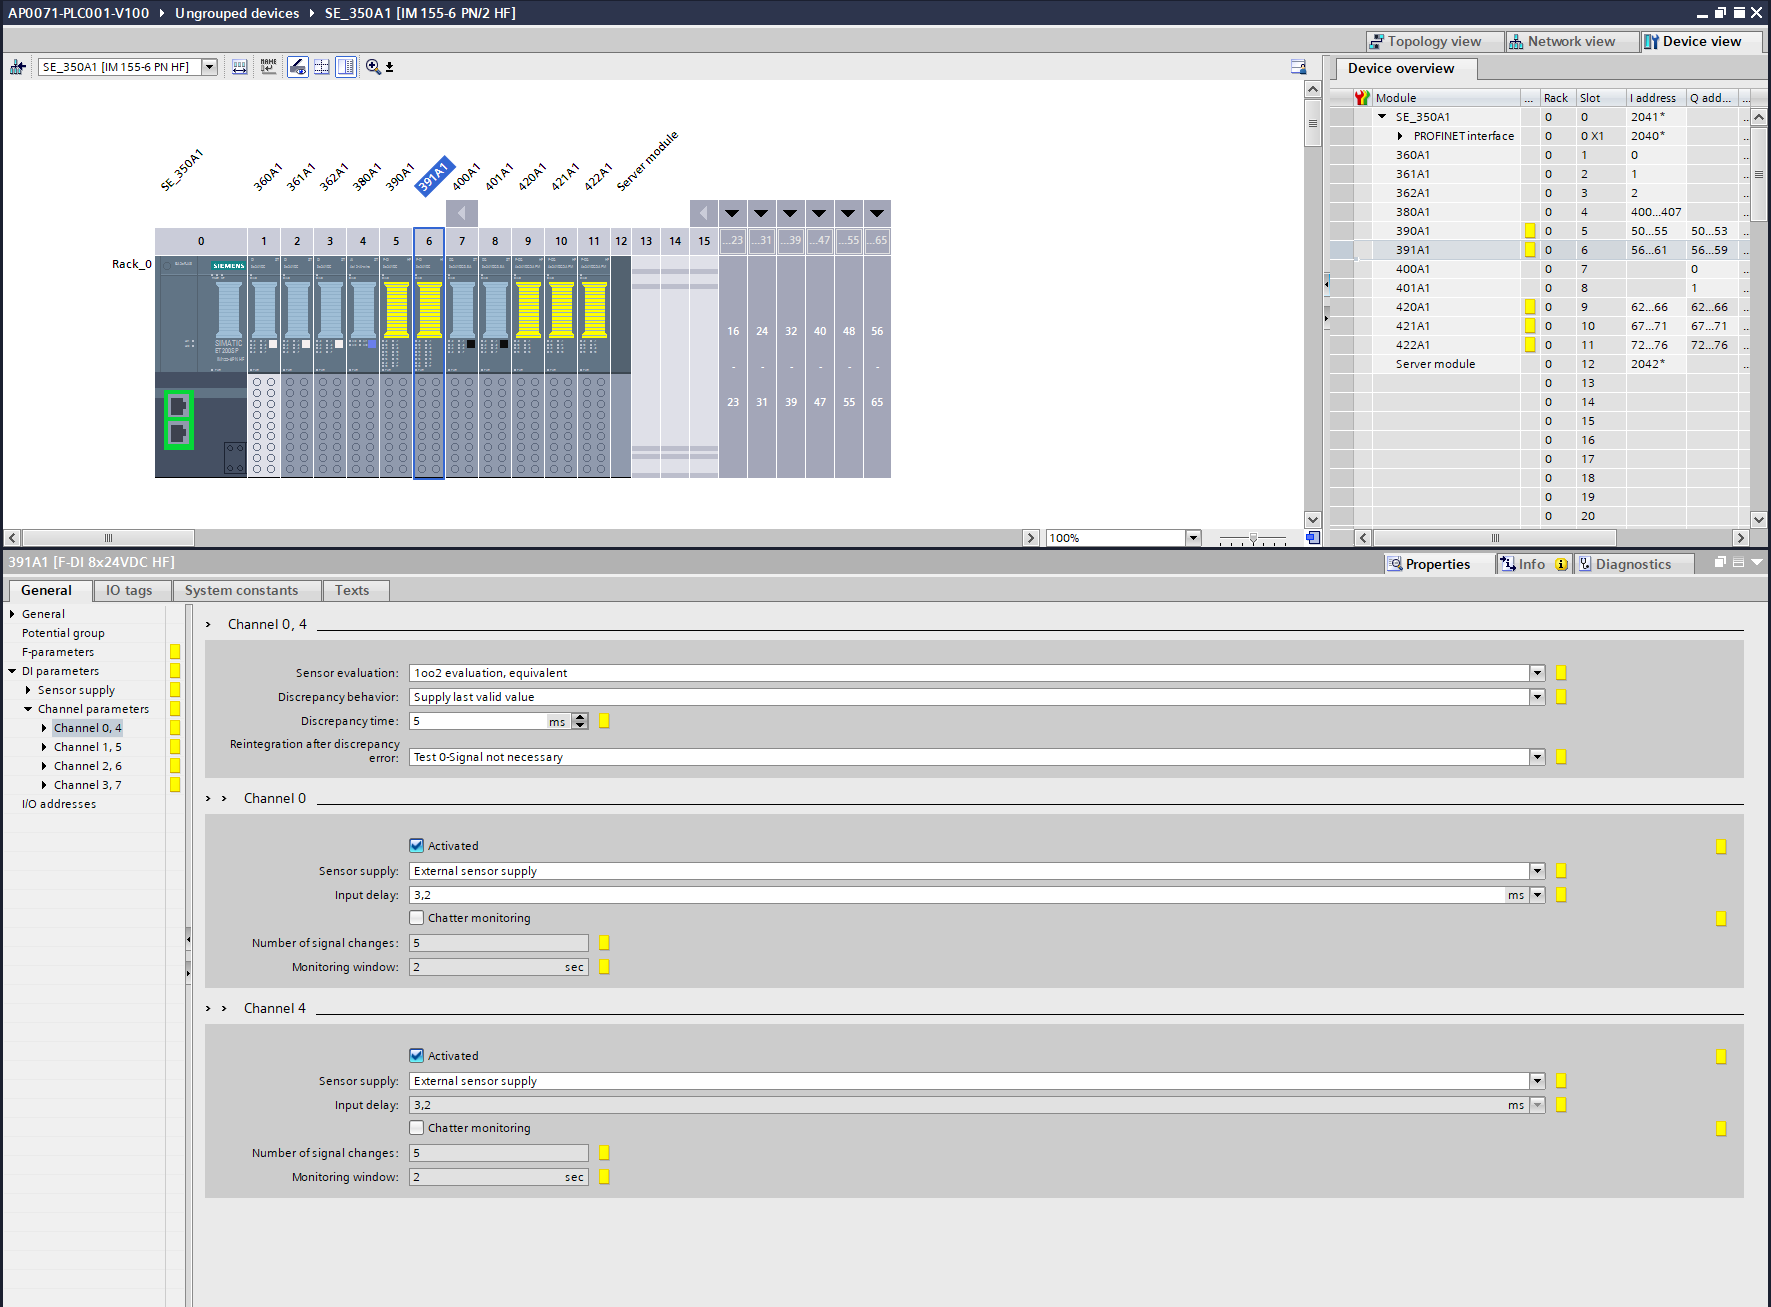 AP0071-PLC001-V100 ▸ Ungrouped devices ▸ SE_350A1 [IM 155-6 PN/2 HF]
Topology view
Network view
Device view
SE_350A1 [IM 155-6 PN HF]
SE_350A1
360A1
361A1
362A1
380A1
390A1
391A1
400A1
401A1
420A1
421A1
422A1
Server module
0 1 2 3 4 5 6 7 8 9 10 11 12 13 14 15 ...23 ...31 ...39 ...47 ...55 ...65
Rack_0
SIEMENS
SIMATIC
ET 200SP
16 24 32 40 48 56
- - - - - -
23 31 39 47 55 65
100%
Device overview
Module ... Rack Slot I address Q add... ...
SE_350A1 0 0 2041* ..
PROFINET interface 0 0 X1 2040* ..
360A1 0 1 0 ..
361A1 0 2 1 ..
362A1 0 3 2 ..
380A1 0 4 400...407 ..
390A1 0 5 50...55 50...53 ..
391A1 0 6 56...61 56...59 ..
400A1 0 7 0 ..
401A1 0 8 1 ..
420A1 0 9 62...66 62...66 ..
421A1 0 10 67...71 67...71 ..
422A1 0 11 72...76 72...76 ..
Server module 0 12 2042* ..
0 13
0 14
0 15
0 16
0 17
0 18
0 19
0 20
391A1 [F-DI 8x24VDC HF]
Properties
Info
Diagnostics
General
IO tags
System constants
Texts
General
Potential group
F-parameters
DI parameters
Sensor supply
Channel parameters
Channel 0, 4
Channel 1, 5
Channel 2, 6
Channel 3, 7
I/O addresses
Channel 0, 4
Sensor evaluation: 1oo2 evaluation, equivalent
Discrepancy behavior: Supply last valid value
Discrepancy time: 5 ms
Reintegration after discrepancy
error: Test 0-Signal not necessary
Channel 0
Activated
Sensor supply: External sensor supply
Input delay: 3,2 ms
Chatter monitoring
Number of signal changes: 5
Monitoring window: 2 sec
Channel 4
Activated
Sensor supply: External sensor supply
Input delay: 3,2 ms
Chatter monitoring
Number of signal changes: 5
Monitoring window: 2 sec